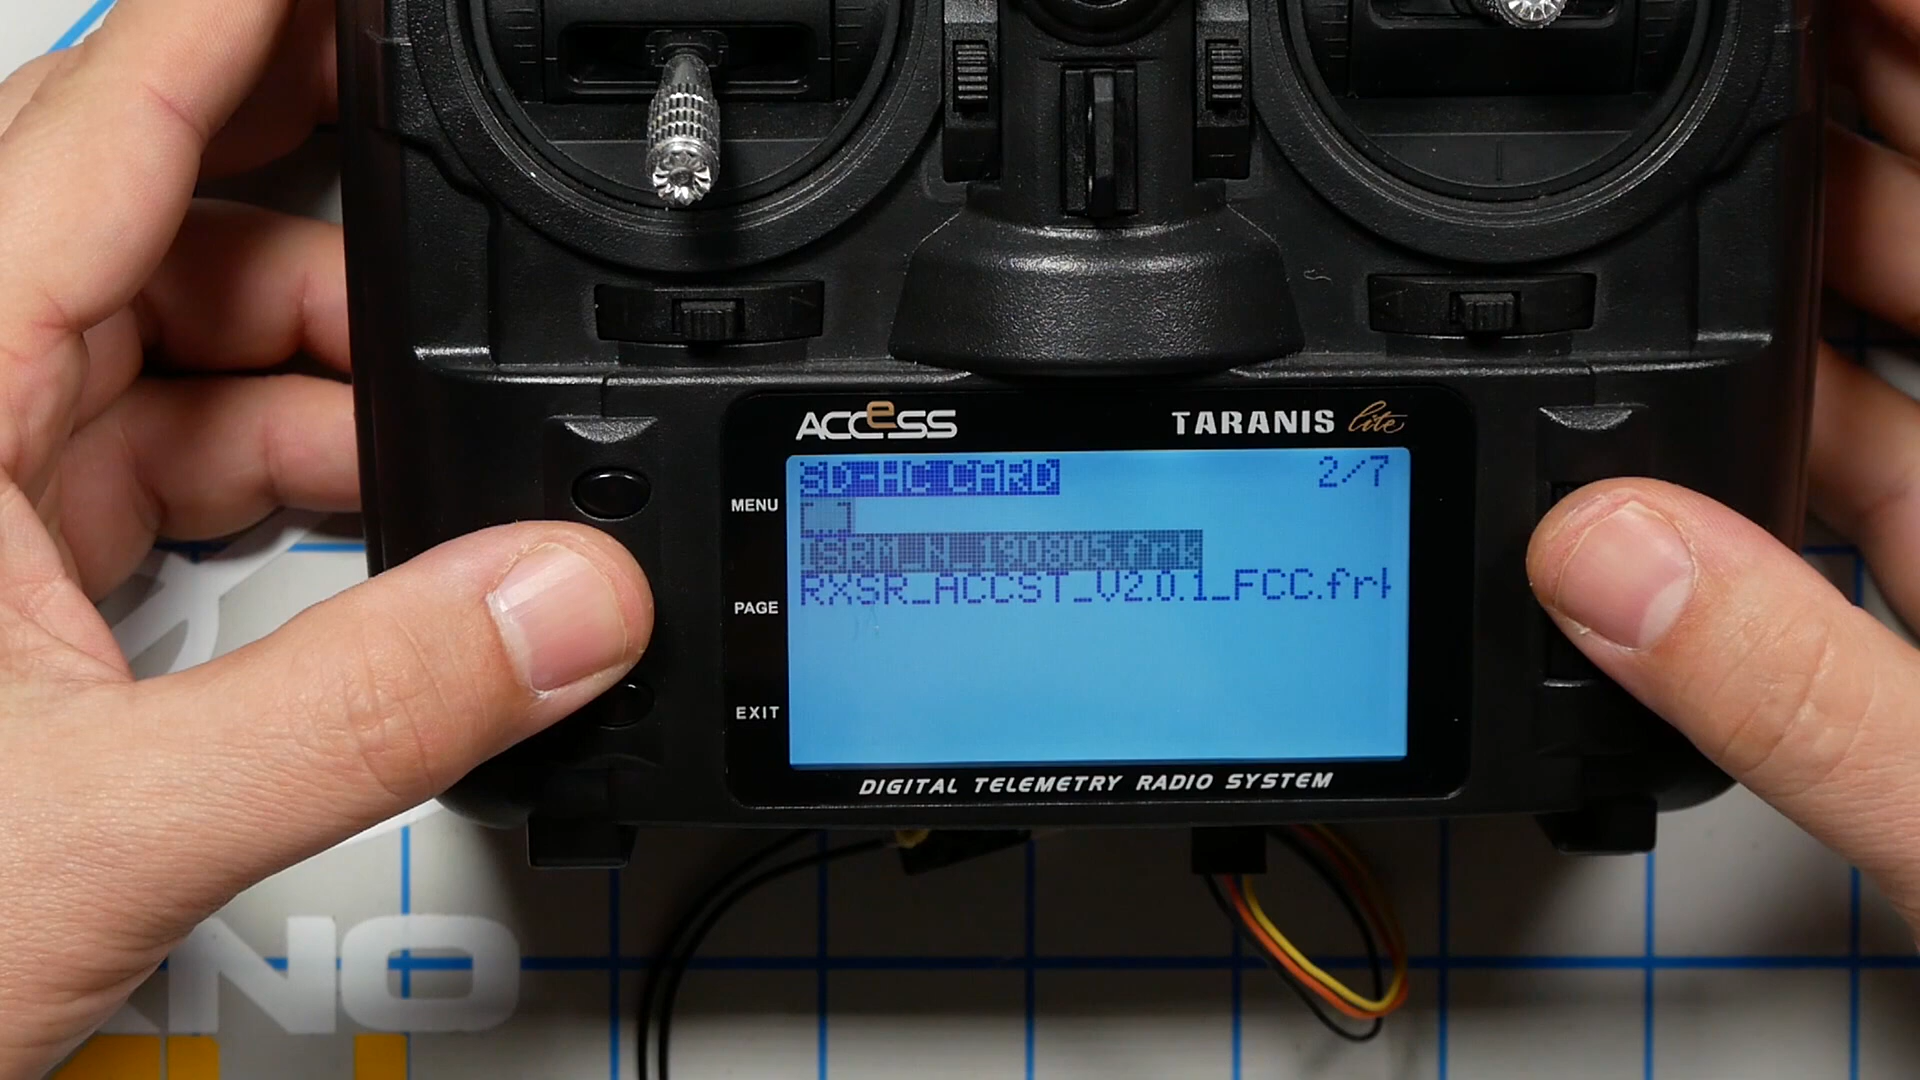 ACCESS TARANIS lite
SD-HC CARD 2/7
MENU
[..]
ISRM_N_190805.frk
RXSR_ACCST_V2.0.1_FCC.frk
PAGE
EXIT
DIGITAL TELEMETRY RADIO SYSTEM
NO